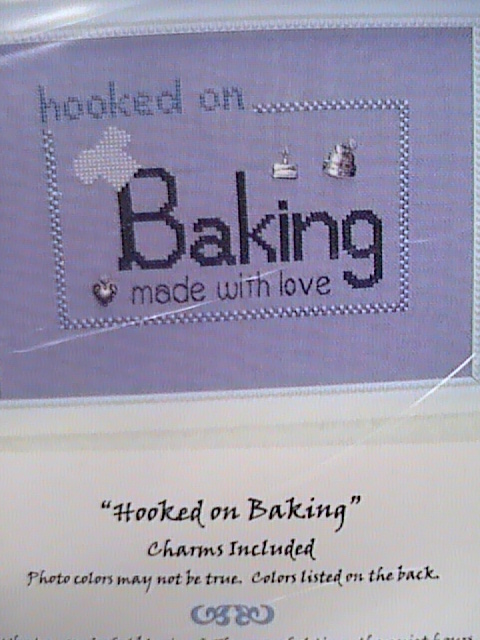 hooked on
Baking
made with love
"Hooked on Baking"
Charms Included
Photo colors may not be true. Colors listed on the back.